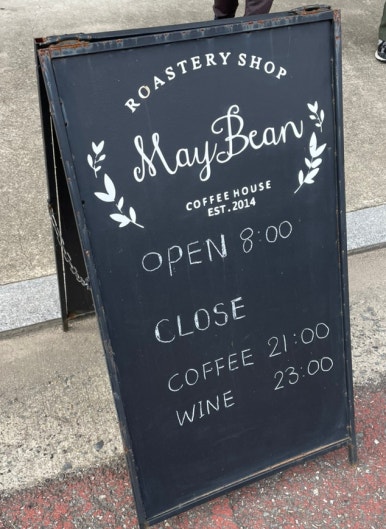 ROASTERY SHOP
MayBean
COFFEE HOUSE
EST.2014
OPEN 8:00
CLOSE
COFFEE 21:00
WINE 23:00